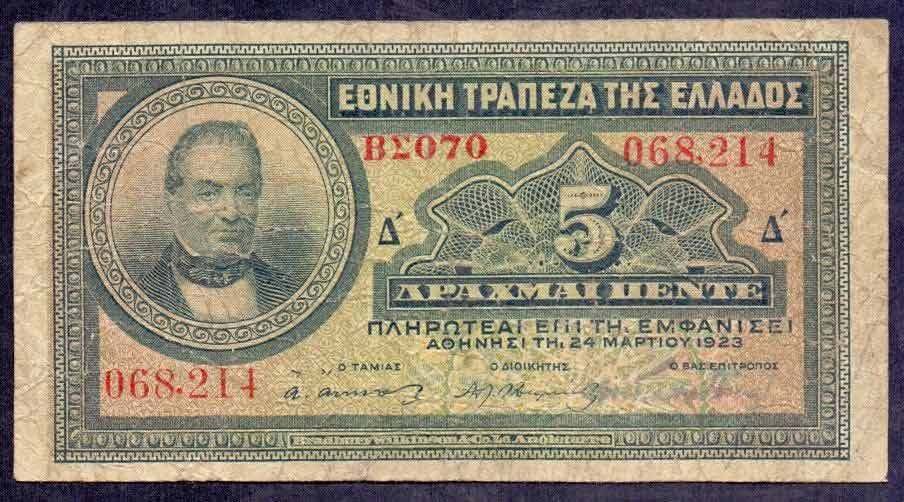 ΕΘΝΙΚΗ ΤΡΑΠΕΖΑ ΤΗΣ ΕΛΛΑΔΟΣ
ΒΣ070 068.214
Δ΄ 5 Δ΄
ΔΡΑΧΜΑΙ ΠΕΝΤΕ
ΠΛΗΡΩΤΕΑΙ ΕΠΙ ΤΗ, ΕΜΦΑΝΙΣΕΙ
ΑΘΗΝΗΣΙ ΤΗ, 24 ΜΑΡΤΙΟΥ 1923
Ο ΤΑΜΙΑΣ Ο ΔΙΟΙΚΗΤΗΣ Ο ΒΑΣ.ΕΠΙΤΡΟΠΟΣ
068.214